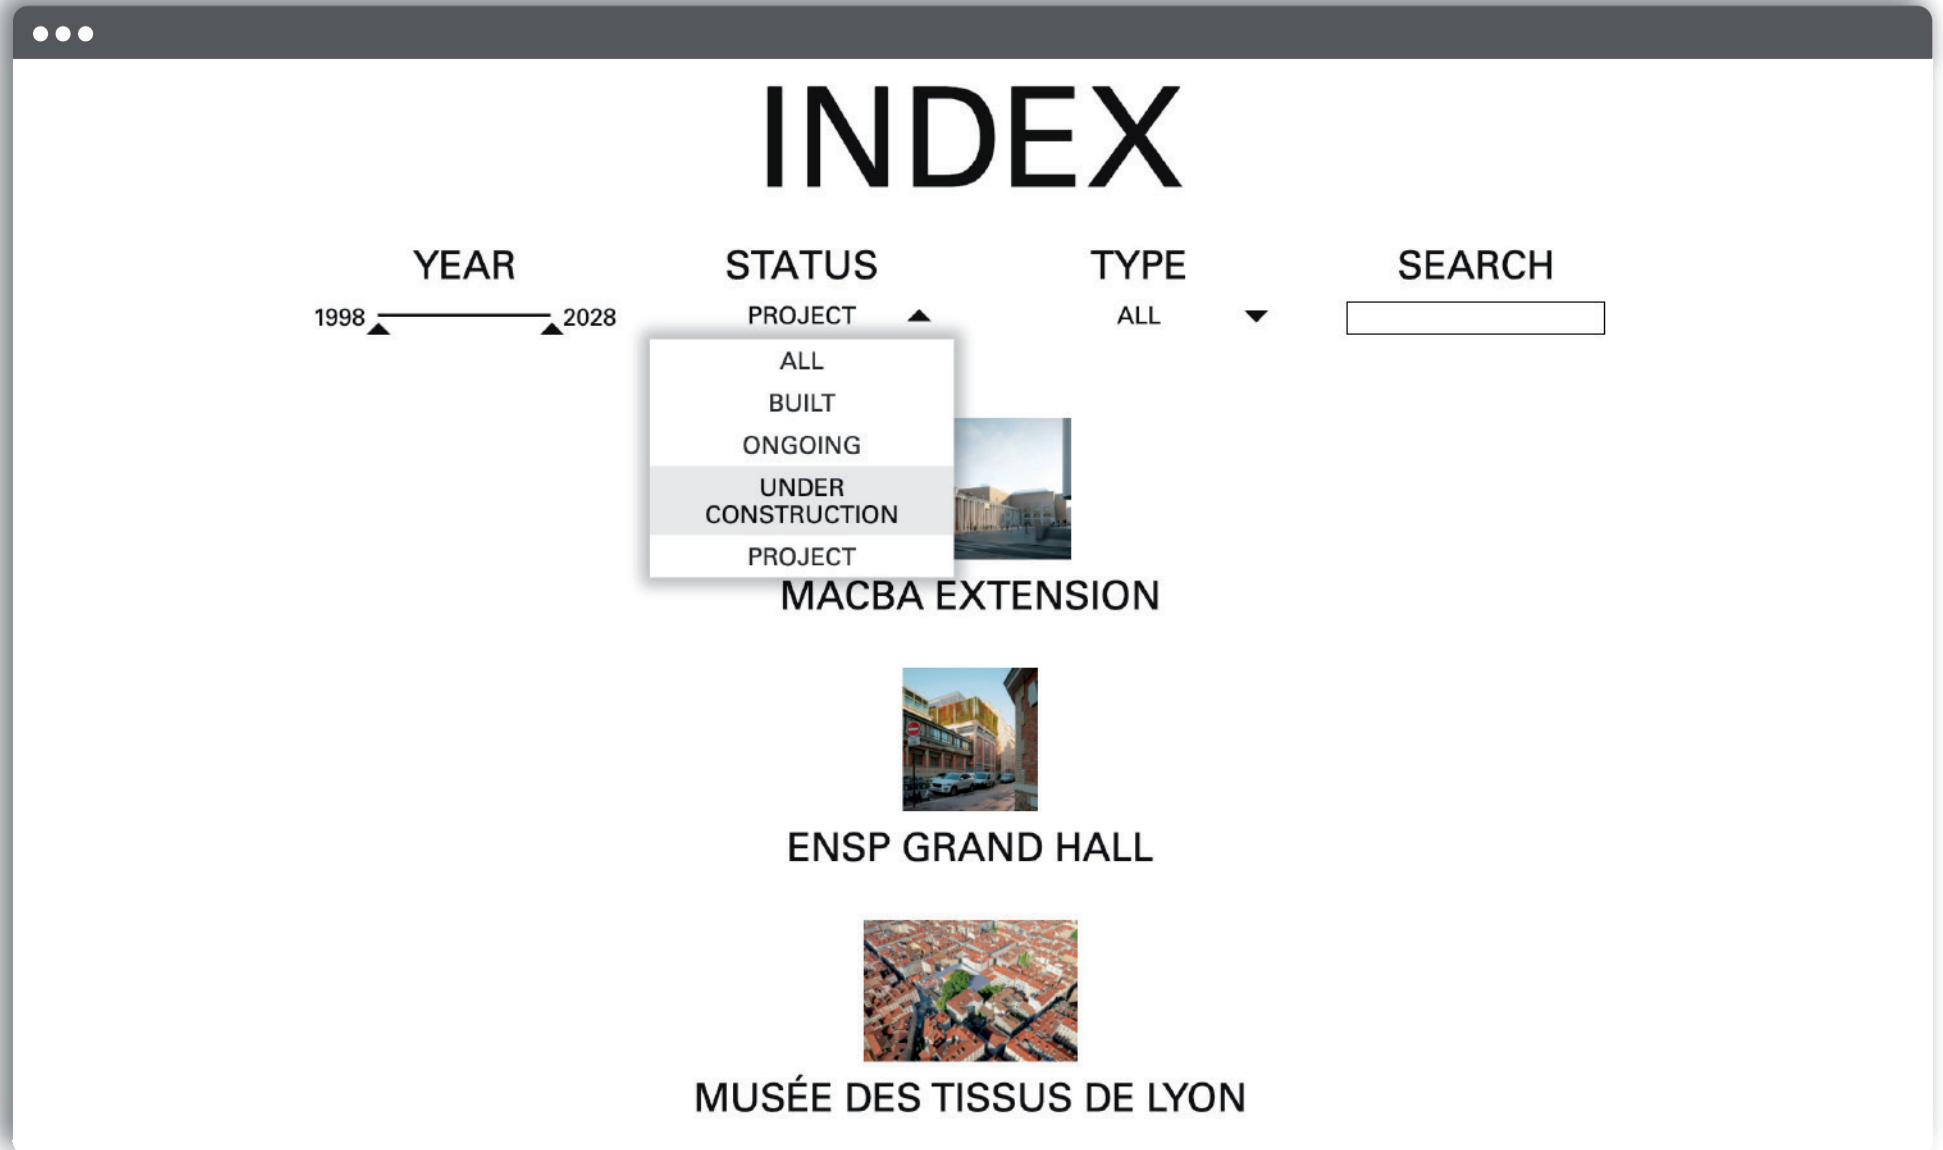 INDEX
YEAR
STATUS
TYPE
SEARCH
1998
2028
PROJECT
ALL
ALL
BUILT
ONGOING
UNDER
CONSTRUCTION
PROJECT
MACBA EXTENSION
ENSP GRAND HALL
MUSÉE DES TISSUS DE LYON